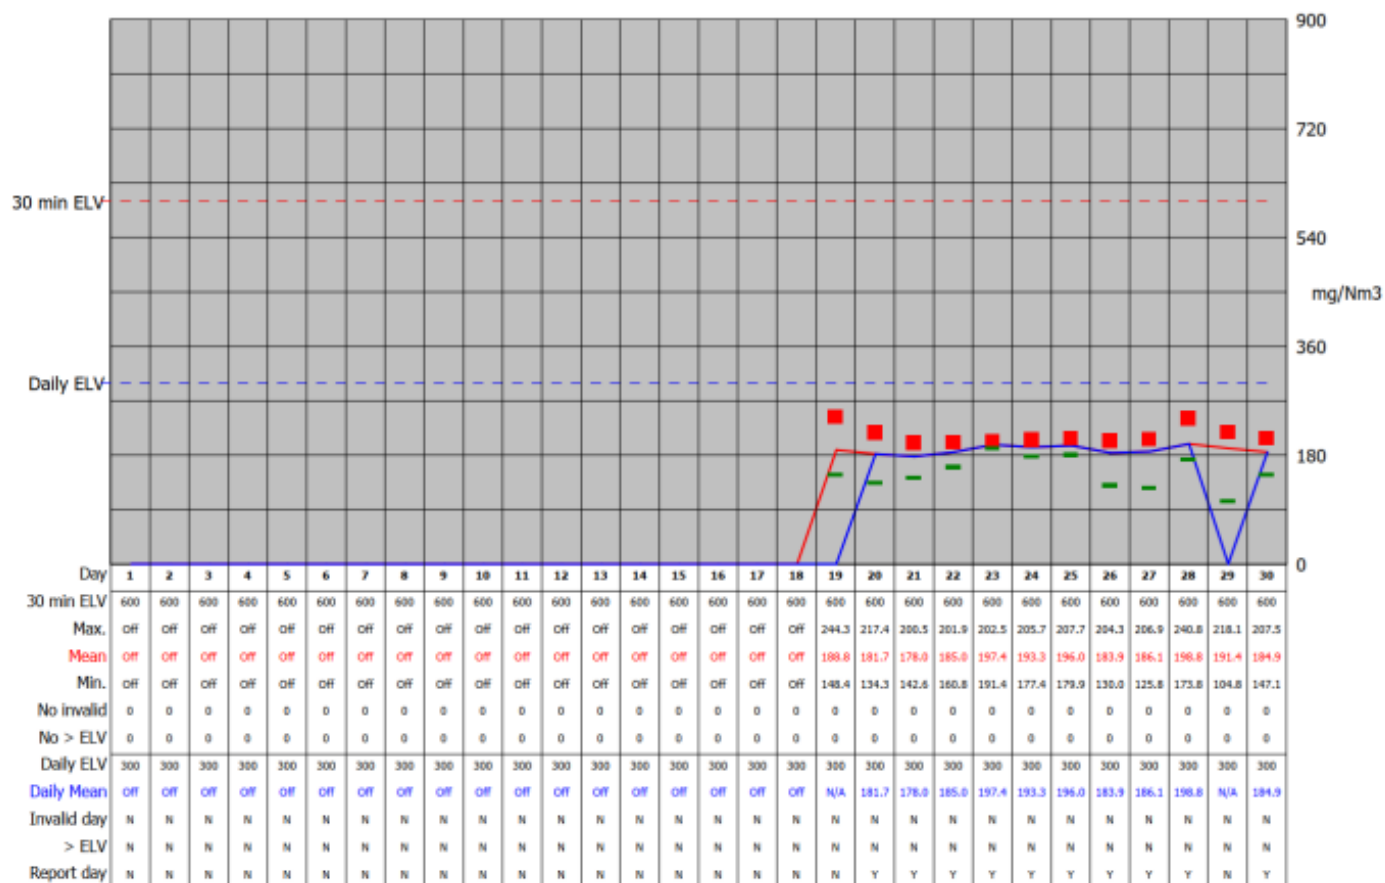 900
720
30 min ELV
540
mg/Nm3
360
Daily ELV
180
0
Day 1 2 3 4 5 6 7 8 9 10 11 12 13 14 15 16 17 18 19 20 21 22 23 24 25 26 27 28 29 30
30 min ELV 600 600 600 600 600 600 600 600 600 600 600 600 600 600 600 600 600 600 600 600 600 600 600 600 600 600 600 600 600 600
Max. Off Off Off Off Off Off Off Off Off Off Off Off Off Off Off Off Off Off 244.3 217.4 200.5 201.9 202.5 205.7 207.7 204.3 206.9 240.8 218.1 207.5
Mean Off Off Off Off Off Off Off Off Off Off Off Off Off Off Off Off Off Off 188.8 181.7 178.0 185.0 197.4 193.3 196.0 183.9 186.1 198.8 191.4 184.9
Min. Off Off Off Off Off Off Off Off Off Off Off Off Off Off Off Off Off Off 148.4 134.3 142.6 160.8 191.4 177.4 179.9 130.0 125.8 173.8 104.8 147.1
No invalid 0 0 0 0 0 0 0 0 0 0 0 0 0 0 0 0 0 0 0 0 0 0 0 0 0 0 0 0 0 0
No > ELV 0 0 0 0 0 0 0 0 0 0 0 0 0 0 0 0 0 0 0 0 0 0 0 0 0 0 0 0 0 0
Daily ELV 300 300 300 300 300 300 300 300 300 300 300 300 300 300 300 300 300 300 300 300 300 300 300 300 300 300 300 300 300 300
Daily Mean Off Off Off Off Off Off Off Off Off Off Off Off Off Off Off Off Off Off N/A 181.7 178.0 185.0 197.4 193.3 196.0 183.9 186.1 198.8 N/A 184.9
Invalid day N N N N N N N N N N N N N N N N N N N N N N N N N N N N N N
> ELV N N N N N N N N N N N N N N N N N N N N N N N N N N N N N N
Report day N N N N N N N N N N N N N N N N N N N Y Y Y Y Y Y Y Y Y N Y